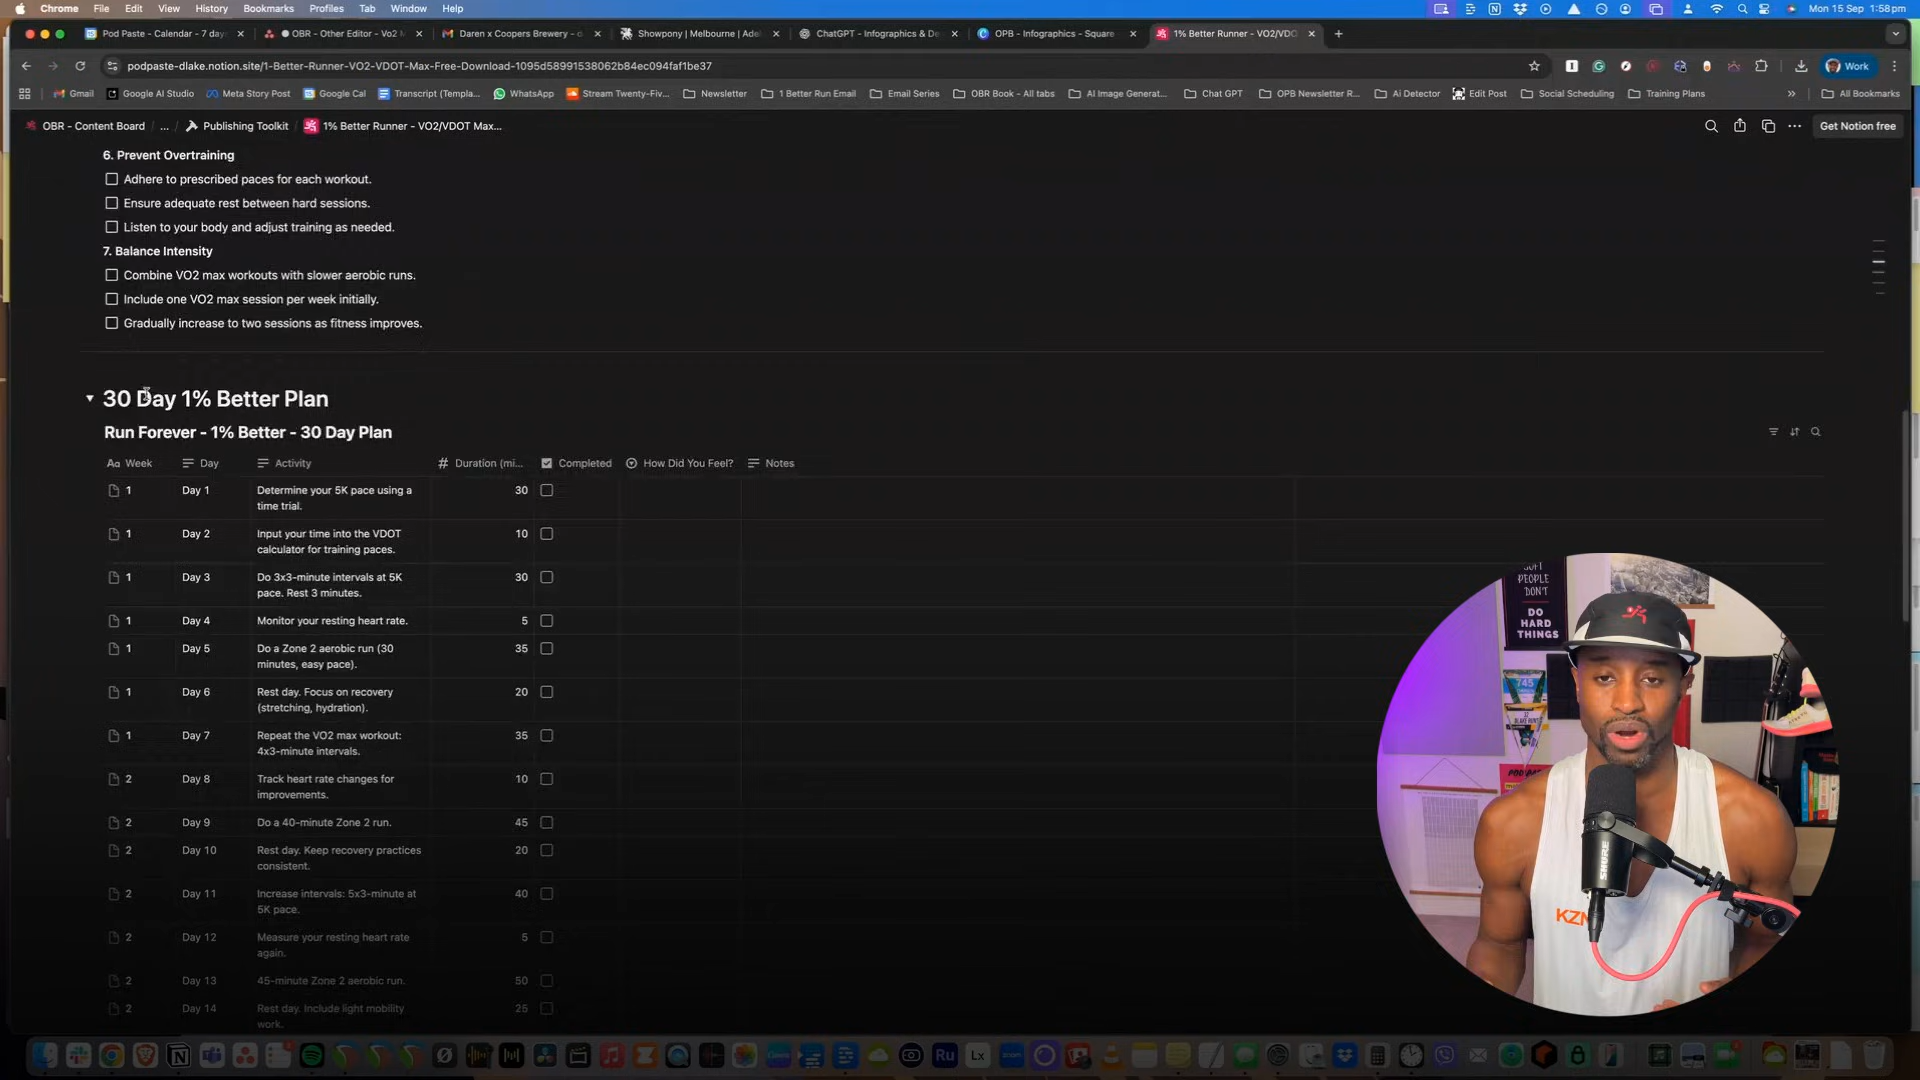 Chrome File Edit View History Bookmarks Profiles Tab Window Help Mon 15 Sep 1:58 pm
Pod Paste - Calendar - 7 day OBR - Other Editor - Vo2 M Daren x Coopers Brewery - Showpony | Melbourne | Ade ChatGPT - Infographics & De OPB - Infographics - Square 1% Better Runner - VO2/VDO
podpaste-dlake.notion.site/1-Better-Runner-VO2-VDOT-Max-Free-Download-1095d58991538062b84ec094faf1be37 Work
Gmail Google AI Studio Meta Story Post Google Cal Transcript (Templa... WhatsApp Stream Twenty-Fiv... Newsletter 1 Better Run Email Email Series OBR Book - All tabs AI Image Generat... Chat GPT OPB Newsletter R... Ai Detector Edit Post Social Scheduling Training Plans » All Bookmarks
OBR - Content Board / ... / Publishing Toolkit / 1% Better Runner - VO2/VDOT Max... Get Notion free
6. Prevent Overtraining
Adhere to prescribed paces for each workout.
Ensure adequate rest between hard sessions.
Listen to your body and adjust training as needed.
7. Balance Intensity
Combine VO2 max workouts with slower aerobic runs.
Include one VO2 max session per week initially.
Gradually increase to two sessions as fitness improves.
30 Day 1% Better Plan
Run Forever - 1% Better - 30 Day Plan
Aa Week Day Activity # Duration (mi... Completed How Did You Feel? Notes
1 Day 1 Determine your 5K pace using a 30
time trial.
1 Day 2 Input your time into the VDOT 10
calculator for training paces.
1 Day 3 Do 3x3-minute intervals at 5K 30
pace. Rest 3 minutes.
1 Day 4 Monitor your resting heart rate. 5
1 Day 5 Do a Zone 2 aerobic run (30 35
minutes, easy pace).
1 Day 6 Rest day. Focus on recovery 20
(stretching, hydration).
1 Day 7 Repeat the VO2 max workout: 35
4x3-minute intervals.
2 Day 8 Track heart rate changes for 10
improvements.
2 Day 9 Do a 40-minute Zone 2 run. 45
2 Day 10 Rest day. Keep recovery practices 20
consistent.
2 Day 11 Increase intervals: 5x3-minute at 40
5K pace.
2 Day 12 Measure your resting heart rate 5
again.
2 Day 13 45-minute Zone 2 aerobic run. 50
2 Day 14 Rest day. Include light mobility 25
work.
SOFT
PEOPLE
DON'T
DO
HARD
THINGS
745
SHURE
KZN
Ru Lx zoom